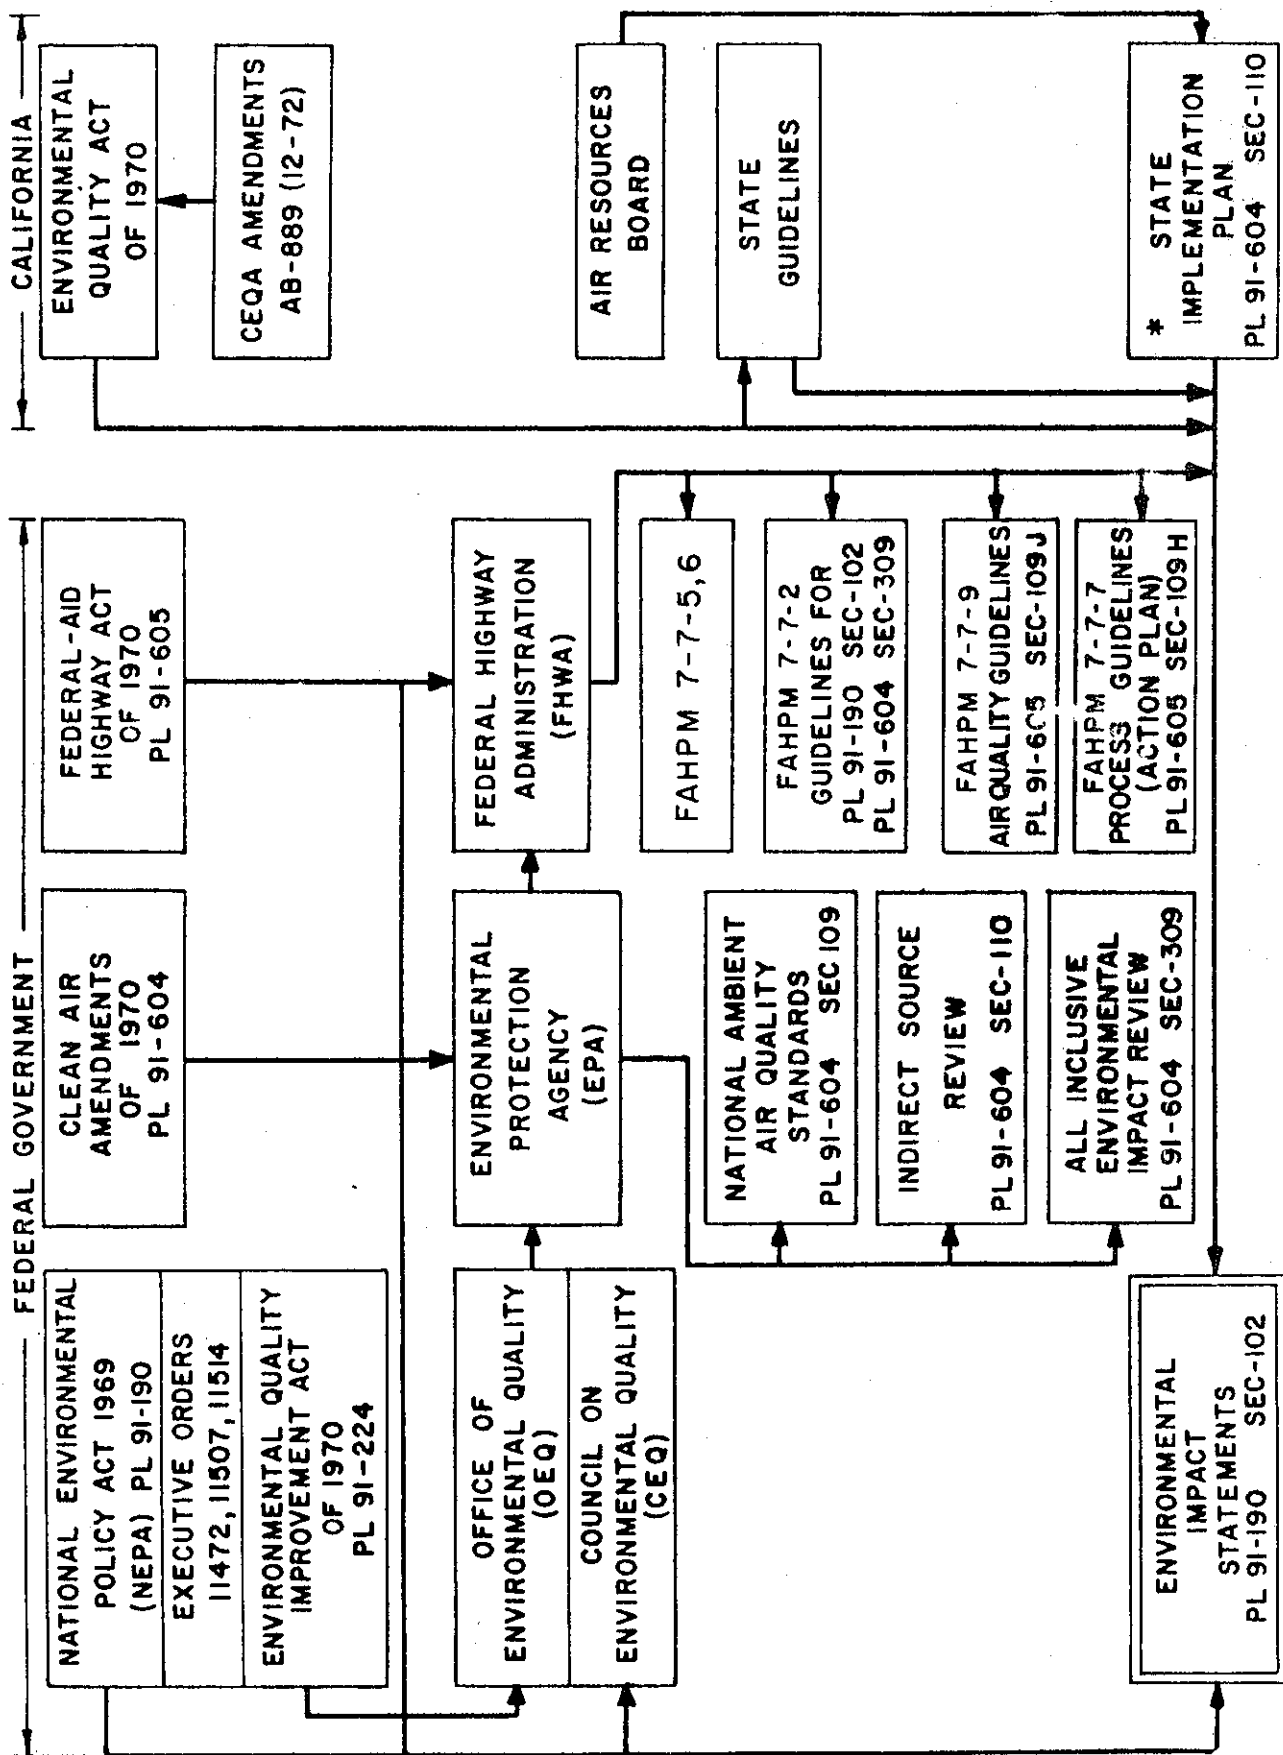 FEDERAL GOVERNMENT
CALIFORNIA
NATIONAL ENVIRONMENTAL
POLICY ACT 1969
(NEPA) PL 91-190
EXECUTIVE ORDERS
11472, 11507, 11514
ENVIRONMENTAL QUALITY
IMPROVEMENT ACT
OF 1970
PL 91-224
CLEAN AIR
AMENDMENTS
OF 1970
PL 91-604
FEDERAL-AID
HIGHWAY ACT
OF 1970
PL 91-605
ENVIRONMENTAL
QUALITY ACT
OF 1970
CEQA AMENDMENTS
AB-889 (12-72)
OFFICE OF
ENVIRONMENTAL QUALITY
(OEQ)
COUNCIL ON
ENVIRONMENTAL QUALITY
(CEQ)
ENVIRONMENTAL
PROTECTION
AGENCY
(EPA)
FEDERAL HIGHWAY
ADMINISTRATION
(FHWA)
AIR RESOURCES
BOARD
STATE
GUIDELINES
NATIONAL AMBIENT
AIR QUALITY
STANDARDS
PL 91-604 SEC 109
INDIRECT SOURCE
REVIEW
PL 91-604 SEC-110
ALL INCLUSIVE
ENVIRONMENTAL
IMPACT REVIEW
PL 91-604 SEC-309
FAHPM 7-7-5,6
FAHPM 7-7-2
GUIDELINES FOR
PL 91-190 SEC-102
PL 91-604 SEC-309
FAHPM 7-7-9
AIR QUALITY GUIDELINES
PL 91-605 SEC-109J
FAHPM 7-7-7
PROCESS GUIDELINES
(ACTION PLAN)
PL 91-605 SEC-109H
ENVIRONMENTAL
IMPACT
STATEMENTS
PL 91-190 SEC-102
* STATE
IMPLEMENTATION
PLAN
PL 91-604 SEC-110